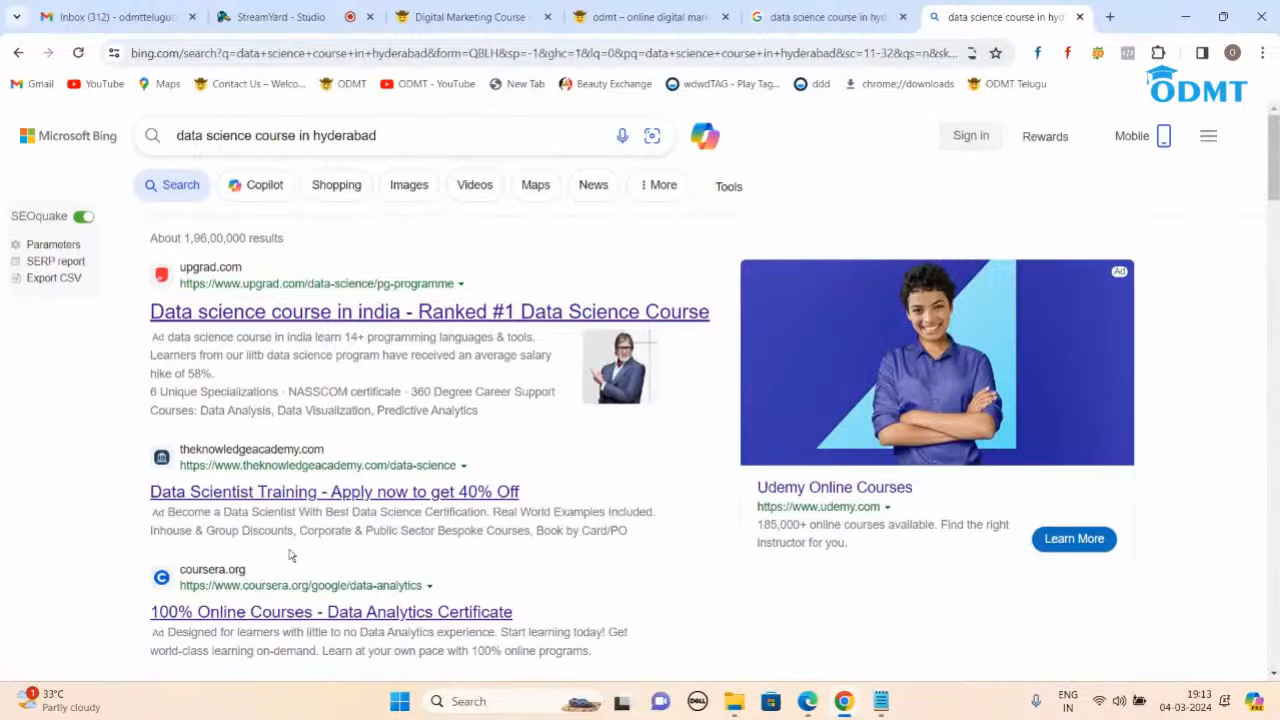 Inbox (1) - odmttelugu
StreamYard - Studio
Digital Marketing Course
odmt – online digital mar
data science course in hyd
data science course in hyd
bing.com/search?q=data+science+course+in+hyderabad&form=QBLH&sp=-1&ghc=1&lq=0&pq=data+science+course+in+hyderabad&sc=11-32&qs=n&sk...
O
Gmail
YouTube
Maps
Contact Us – Welco...
ODMT
ODMT - YouTube
New Tab
Beauty Exchange
wdwdTAG - Play Tag...
ddd
chrome://downloads
ODMT Telugu
ODMT
Microsoft Bing
data science course in hyderabad
Sign in
Rewards
Mobile
Search
Copilot
Shopping
Images
Videos
Maps
News
More
Tools
SEOquake
Parameters
SERP report
Export CSV
About 1,96,00,000 results
upgrad.com
https://www.upgrad.com/data-science/pg-programme
Data science course in india - Ranked #1 Data Science Course
Ad data science course in india learn 14+ programming languages & tools.
Learners from our iiitb data science program have received an average salary
hike of 58%.
6 Unique Specializations · NASSCOM certificate · 360 Degree Career Support
Courses: Data Analysis, Data Visualization, Predictive Analytics
theknowledgeacademy.com
https://www.theknowledgeacademy.com/data-science
Data Scientist Training - Apply now to get 40% Off
Ad Become a Data Scientist With Best Data Science Certification. Real World Examples Included.
Inhouse & Group Discounts, Corporate & Public Sector Bespoke Courses, Book by Card/PO
coursera.org
https://www.coursera.org/google/data-analytics
100% Online Courses - Data Analytics Certificate
Ad Designed for learners with little to no Data Analytics experience. Start learning today! Get
world-class learning on-demand. Learn at your own pace with 100% online programs.
Ad
Udemy Online Courses
https://www.udemy.com
185,000+ online courses available. Find the right
instructor for you.
Learn More
1
33°C
Partly cloudy
Search
DELL
ENG
IN
19:13
04-03-2024
PRE